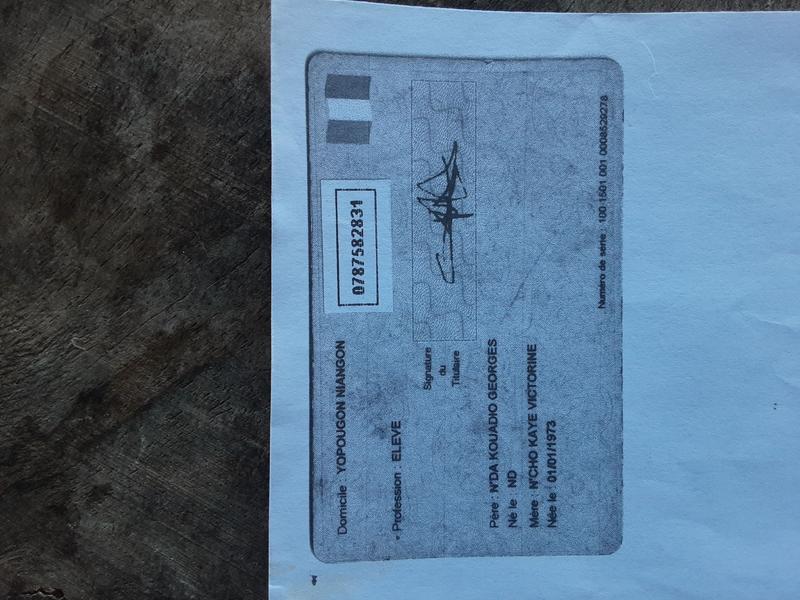 Domicile : YOPOUGON NIANGON
0787582831
Profession : ELEVE
Signature
du
Titulaire
Père : N'DA KOUADIO GEORGES
Né le : ND
Mère : N'CHO KAYE VICTORINE
Née le : 01/01/1973
Numéro de série : 100 1501 001 0008529278